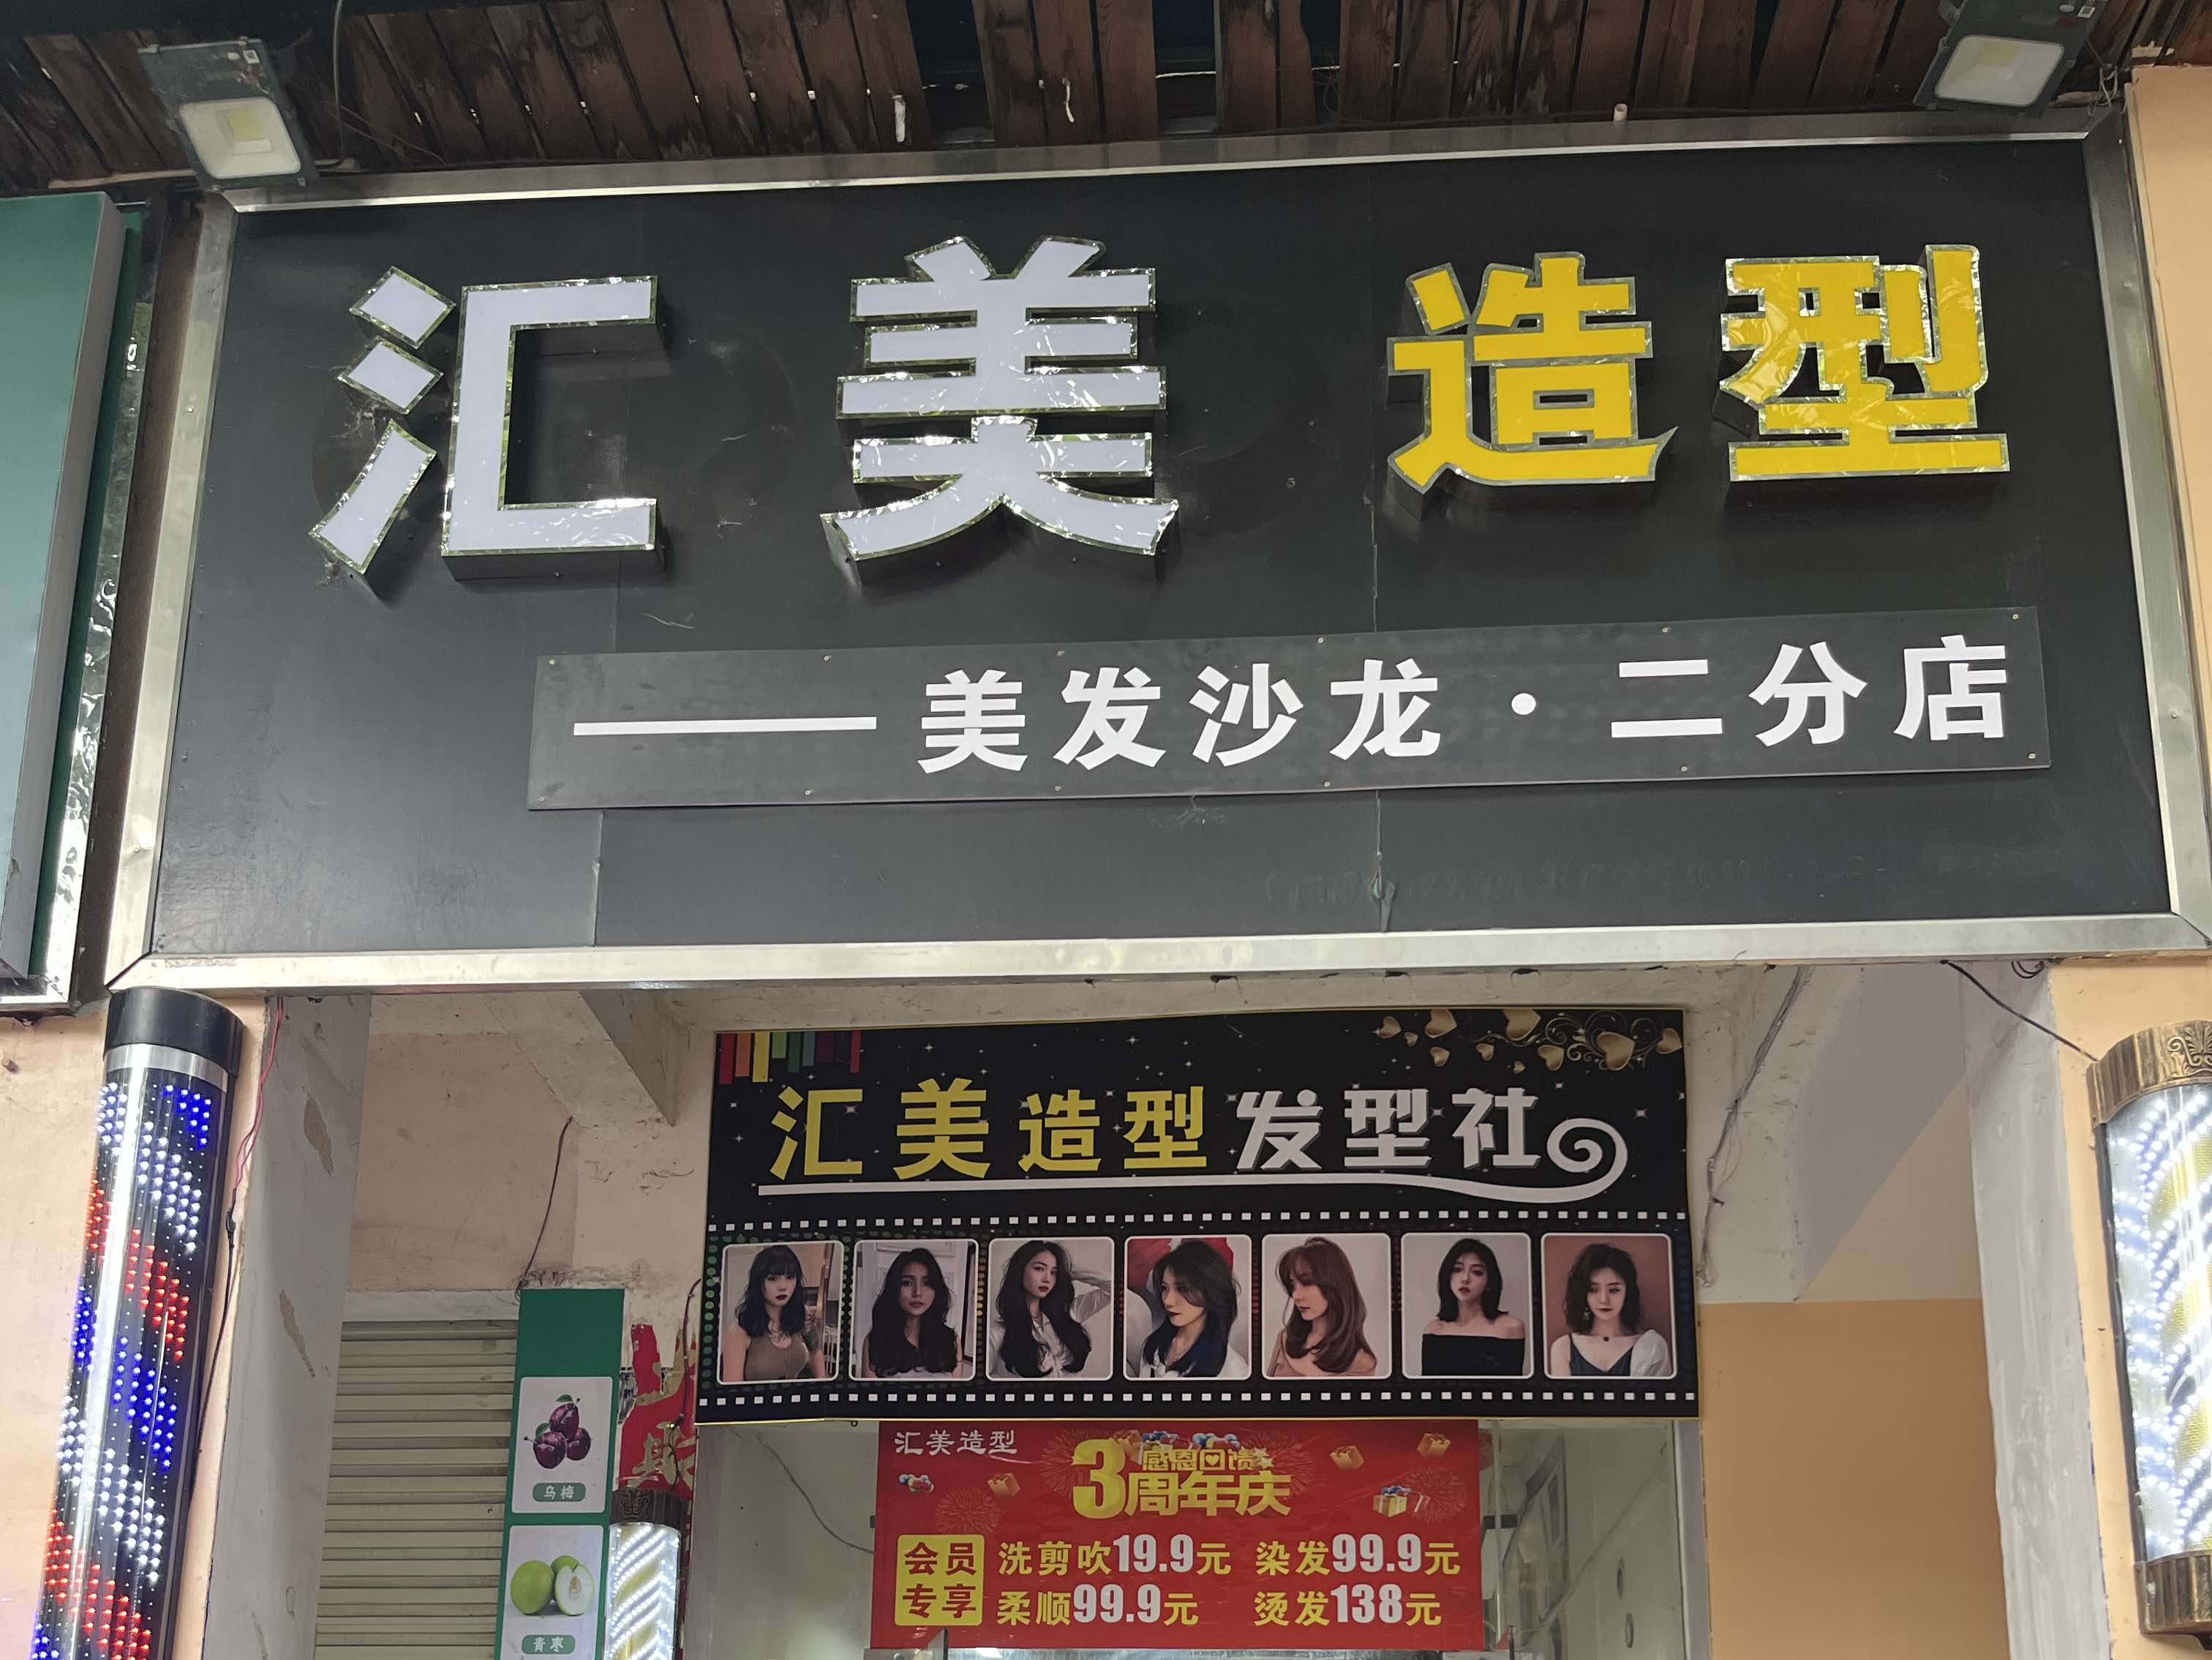 汇美造型
——美发沙龙·二分店
汇美造型发型社
汇美造型
感恩回馈
3周年庆
会员专享
洗剪吹19.9元 染发99.9元
柔顺99.9元 烫发138元
乌梅
青枣